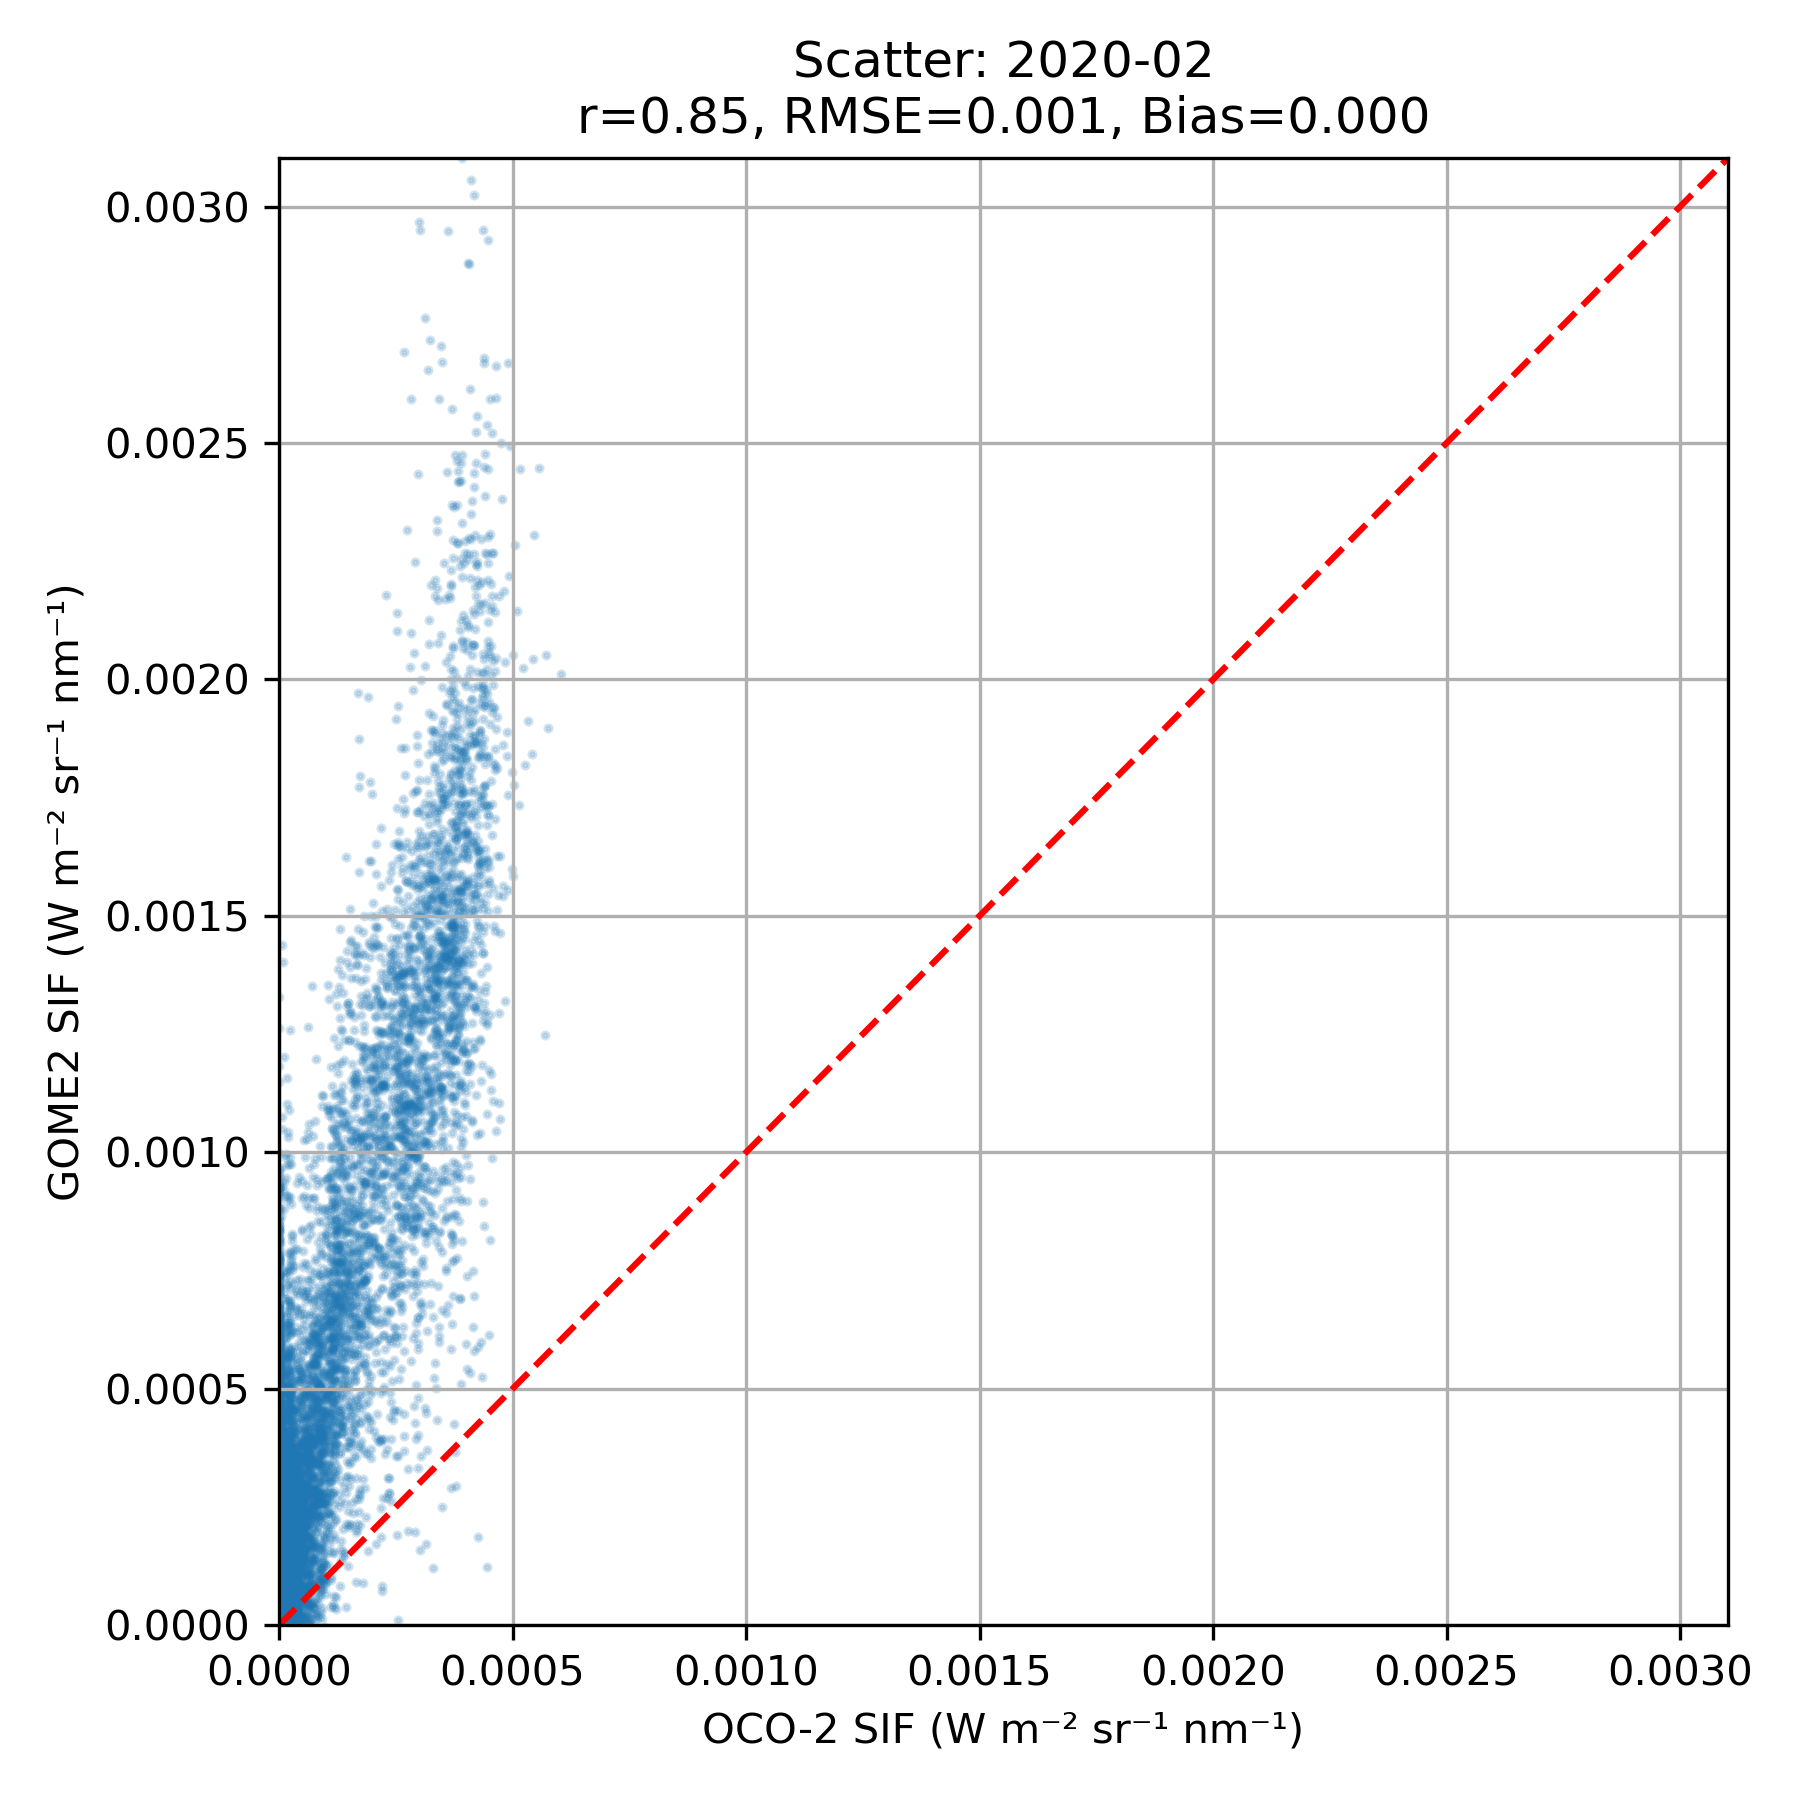 Scatter: 2020-02
r=0.85, RMSE=0.001, Bias=0.000
0.0030
0.0025
0.0020
0.0015
0.0010
0.0005
0.0000
GOME2 SIF (W m⁻² sr⁻¹ nm⁻¹)
0.0000 0.0005 0.0010 0.0015 0.0020 0.0025 0.0030
OCO-2 SIF (W m⁻² sr⁻¹ nm⁻¹)